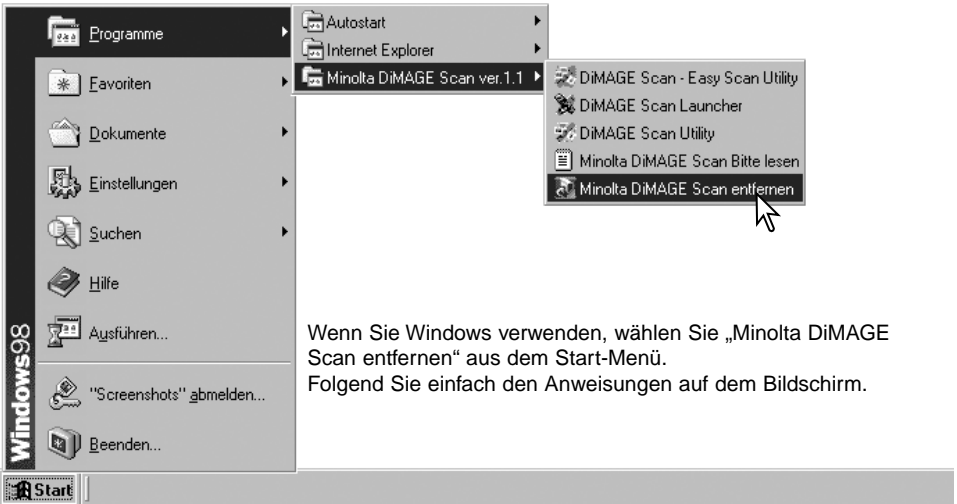 Programme
Favoriten
Dokumente
Einstellungen
Suchen
Hilfe
Ausführen...
"Screenshots" abmelden...
Beenden...
Windows98
Start
Autostart
Internet Explorer
Minolta DiMAGE Scan ver.1.1
DiMAGE Scan - Easy Scan Utility
DiMAGE Scan Launcher
DiMAGE Scan Utility
Minolta DiMAGE Scan Bitte lesen
Minolta DiMAGE Scan entfernen
Wenn Sie Windows verwenden, wählen Sie „Minolta DiMAGE
Scan entfernen“ aus dem Start-Menü.
Folgend Sie einfach den Anweisungen auf dem Bildschirm.